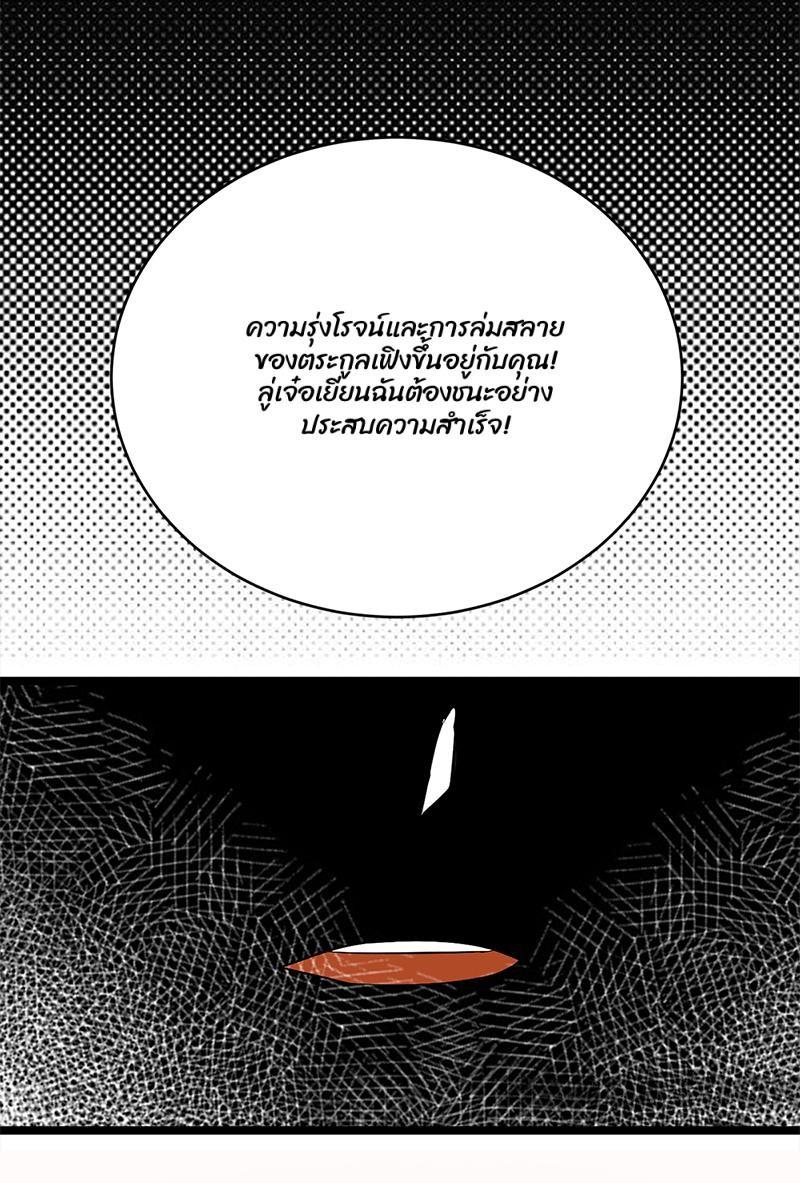 ความรุ่งโรจน์และการล่มสลาย
ของตระกูลเฟิงขึ้นอยู่กับคุณ!
ลู่เจ๋อเยี่ยนฉันต้องชนะอย่าง
ประสบความสำเร็จ!